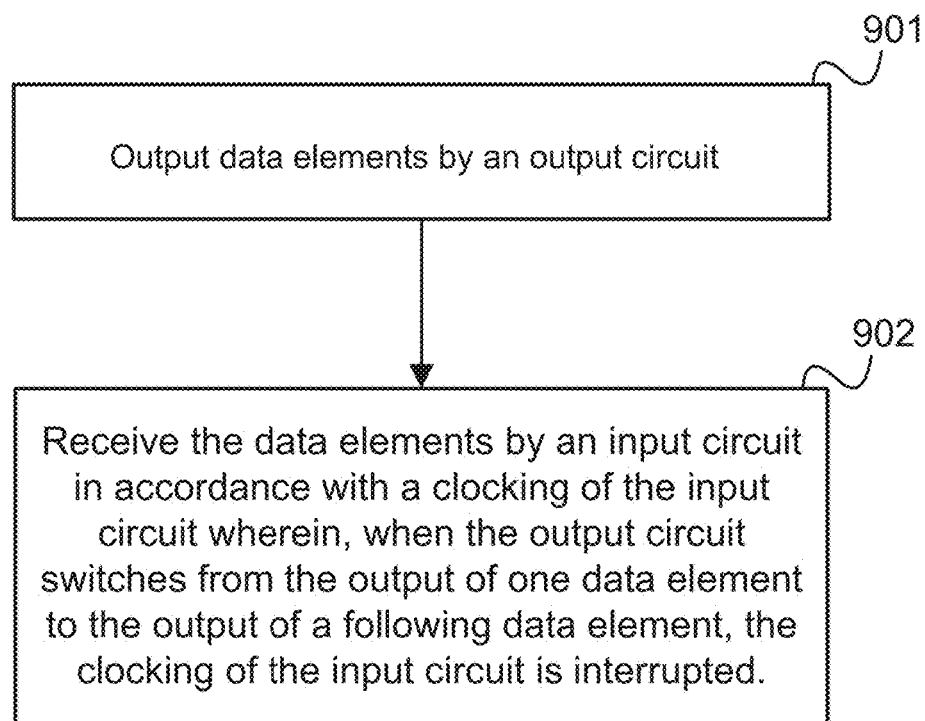 901
Output data elements by an output circuit
902
Receive the data elements by an input circuit
in accordance with a clocking of the input
circuit wherein, when the output circuit
switches from the output of one data element
to the output of a following data element, the
clocking of the input circuit is interrupted.